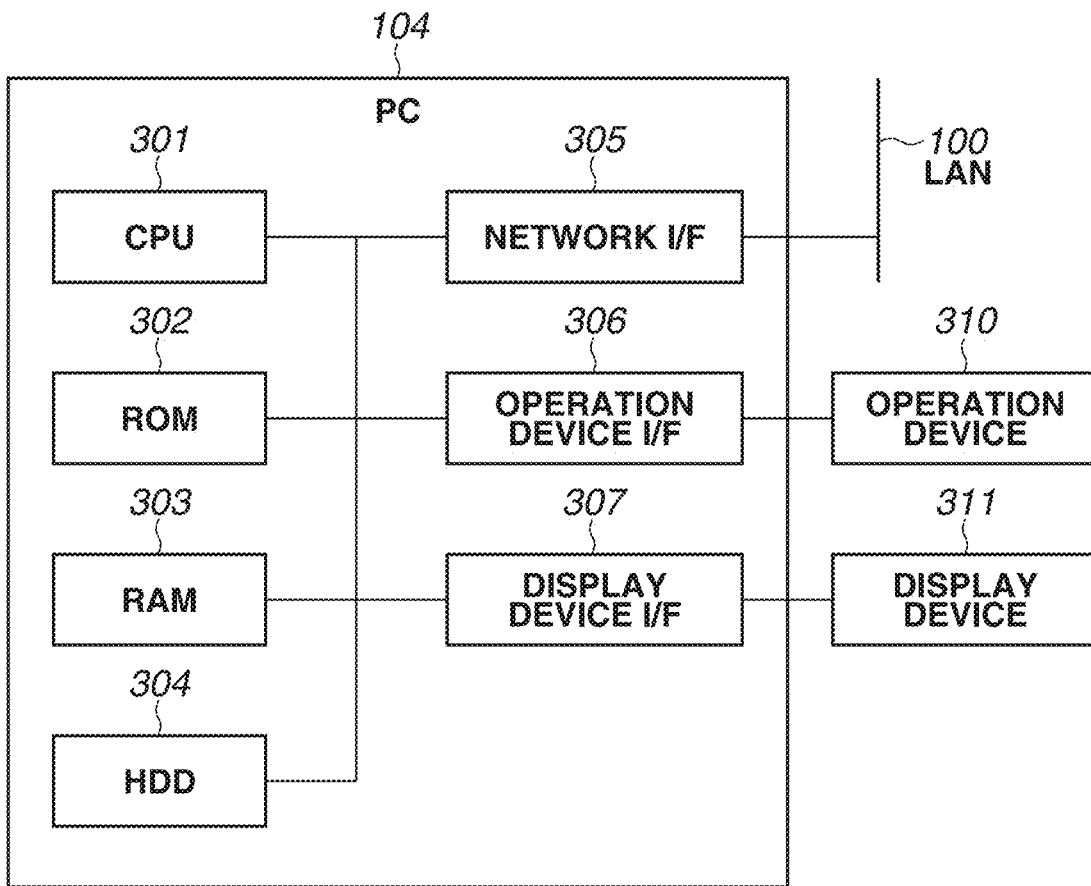 104
PC
301
305
100
LAN
CPU
NETWORK I/F
302
306
310
ROM
OPERATION
DEVICE I/F
OPERATION
DEVICE
303
307
311
RAM
DISPLAY
DEVICE I/F
DISPLAY
DEVICE
304
HDD